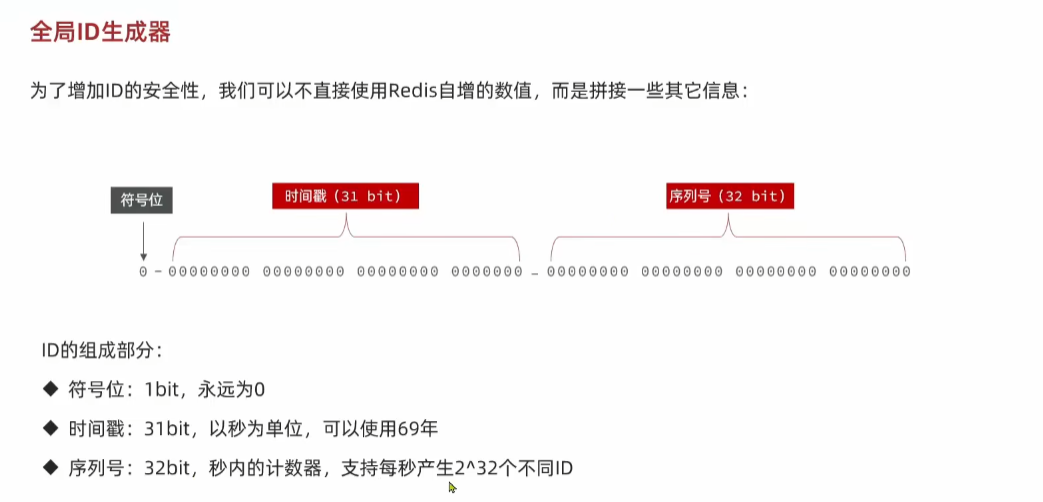 全局ID生成器
为了增加ID的安全性，我们可以不直接使用Redis自增的数值，而是拼接一些其它信息：
符号位 时间戳（31 bit） 序列号（32 bit）
0-00000000 00000000 00000000 0000000-00000000 00000000 00000000 00000000
ID的组成部分：
◆ 符号位：1bit，永远为0
◆ 时间戳：31bit，以秒为单位，可以使用69年
◆ 序列号：32bit，秒内的计数器，支持每秒产生2^32个不同ID